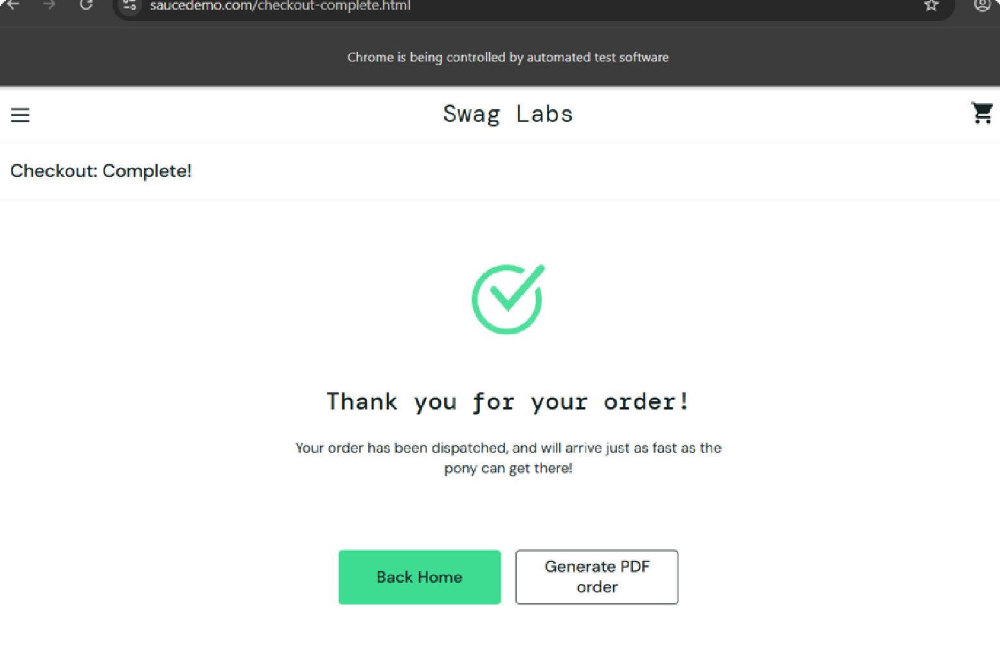 saucedemo.com/checkout-complete.html
Chrome is being controlled by automated test software
Swag Labs
Checkout: Complete!
Thank you for your order!
Your order has been dispatched, and will arrive just as fast as the
pony can get there!
Back Home
Generate PDF
order